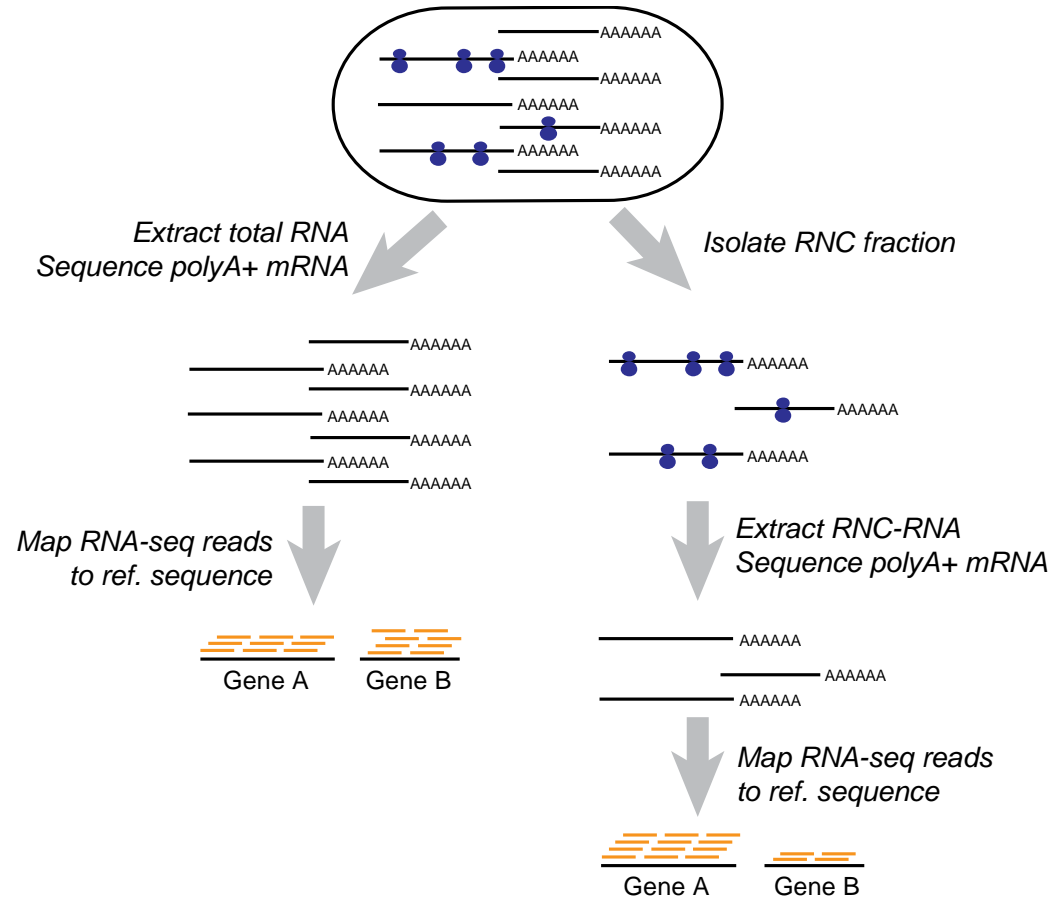 AAAAAA
AAAAAA
AAAAAA
AAAAAA
AAAAAA
AAAAAA
AAAAAA
Extract total RNA
Sequence polyA+ mRNA
Isolate RNC fraction
AAAAAA
AAAAAA
AAAAAA
AAAAAA
AAAAAA
AAAAAA
AAAAAA
AAAAAA
AAAAAA
AAAAAA
Map RNA-seq reads
to ref. sequence
Extract RNC-RNA
Sequence polyA+ mRNA
Gene A
Gene B
AAAAAA
AAAAAA
AAAAAA
Map RNA-seq reads
to ref. sequence
Gene A
Gene B